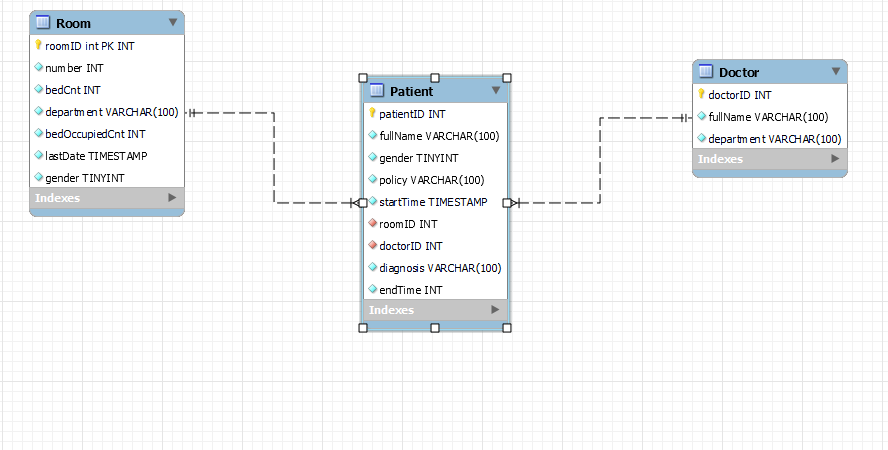 Room
roomID int PK INT
number INT
bedCnt INT
department VARCHAR(100)
bedOccupiedCnt INT
lastDate TIMESTAMP
gender TINYINT
Indexes
Patient
patientID INT
fullName VARCHAR(100)
gender TINYINT
policy VARCHAR(100)
startTime TIMESTAMP
roomID INT
doctorID INT
diagnosis VARCHAR(100)
endTime INT
Indexes
Doctor
doctorID INT
fullName VARCHAR(100)
department VARCHAR(100)
Indexes